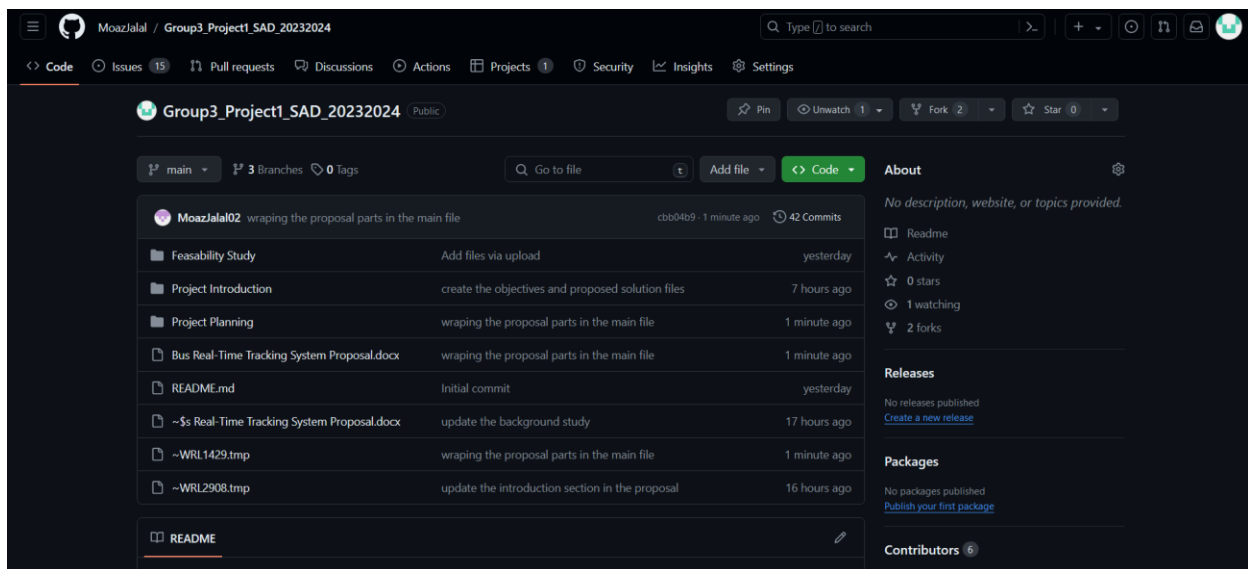 MoazJalal / Group3_Project1_SAD_20232024
Type / to search
Code Issues 15 Pull requests Discussions Actions Projects 1 Security Insights Settings
Group3_Project1_SAD_20232024 Public
Pin Unwatch 1 Fork 2 Star 0
main 3 Branches 0 Tags Go to file t Add file Code
MoazJalal02 wraping the proposal parts in the main file cbb04b9 · 1 minute ago 42 Commits
Feasability Study Add files via upload yesterday
Project Introduction create the objectives and proposed solution files 7 hours ago
Project Planning wraping the proposal parts in the main file 1 minute ago
Bus Real-Time Tracking System Proposal.docx wraping the proposal parts in the main file 1 minute ago
README.md Initial commit yesterday
~$s Real-Time Tracking System Proposal.docx update the background study 17 hours ago
~WRL1429.tmp wraping the proposal parts in the main file 1 minute ago
~WRL2908.tmp update the introduction section in the proposal 16 hours ago
README
About
No description, website, or topics provided.
Readme
Activity
0 stars
1 watching
2 forks
Releases
No releases published
Create a new release
Packages
No packages published
Publish your first package
Contributors 6